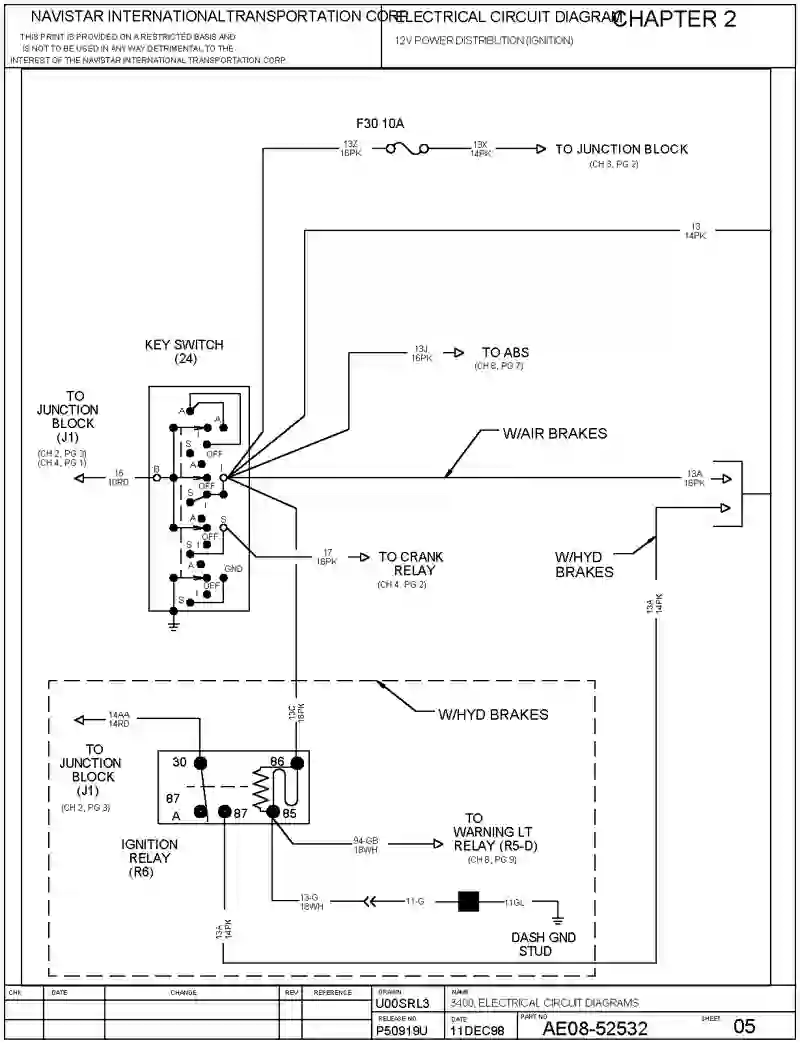 NAVISTAR INTERNATIONAL TRANSPORTATION CORP.
THIS PRINT IS PROVIDED ON A RESTRICTED BASIS AND
IS NOT TO BE USED IN ANY WAY DETRIMENTAL TO THE
INTEREST OF THE NAVISTAR INTERNATIONAL TRANSPORTATION CORP.
ELECTRICAL CIRCUIT DIAGRAM
CHAPTER 2
12V POWER DISTRIBUTION (IGNITION)
F30 10A
13Z
16PK
13X
14PK
TO JUNCTION BLOCK
(CH 3, PG 2)
13
14PK
KEY SWITCH
(24)
13J
16PK
TO ABS
(CH 8, PG 7)
TO
JUNCTION
BLOCK
(J1)
(CH 2, PG 3)
(CH 4, PG 1)
16
10RD
B
A
A
I
S
OFF
A
I
OFF
S
I
A
S
OFF
S I
A
GND
OFF
I
S
W/AIR BRAKES
13A
16PK
17
16PK
TO CRANK
RELAY
(CH 4, PG 2)
W/HYD
BRAKES
13A
14PK
13C
16PK
W/HYD BRAKES
14AA
14RD
TO
JUNCTION
BLOCK
(J1)
(CH 2, PG 3)
30
86
87
A
87
85
IGNITION
RELAY
(R6)
94-GB
18WH
TO
WARNING LT
RELAY (R5-D)
(CH 8, PG 9)
13-G
18WH
11-G
11GL
DASH GND
STUD
13A
14PK
CHK
DATE
CHANGE
REV
REFERENCE
DRAWN
U00SRL3
NAME
3400, ELECTRICAL CIRCUIT DIAGRAMS
RELEASE NO.
P50919U
DATE
11DEC98
PART NO.
AE08-52532
SHEET
05